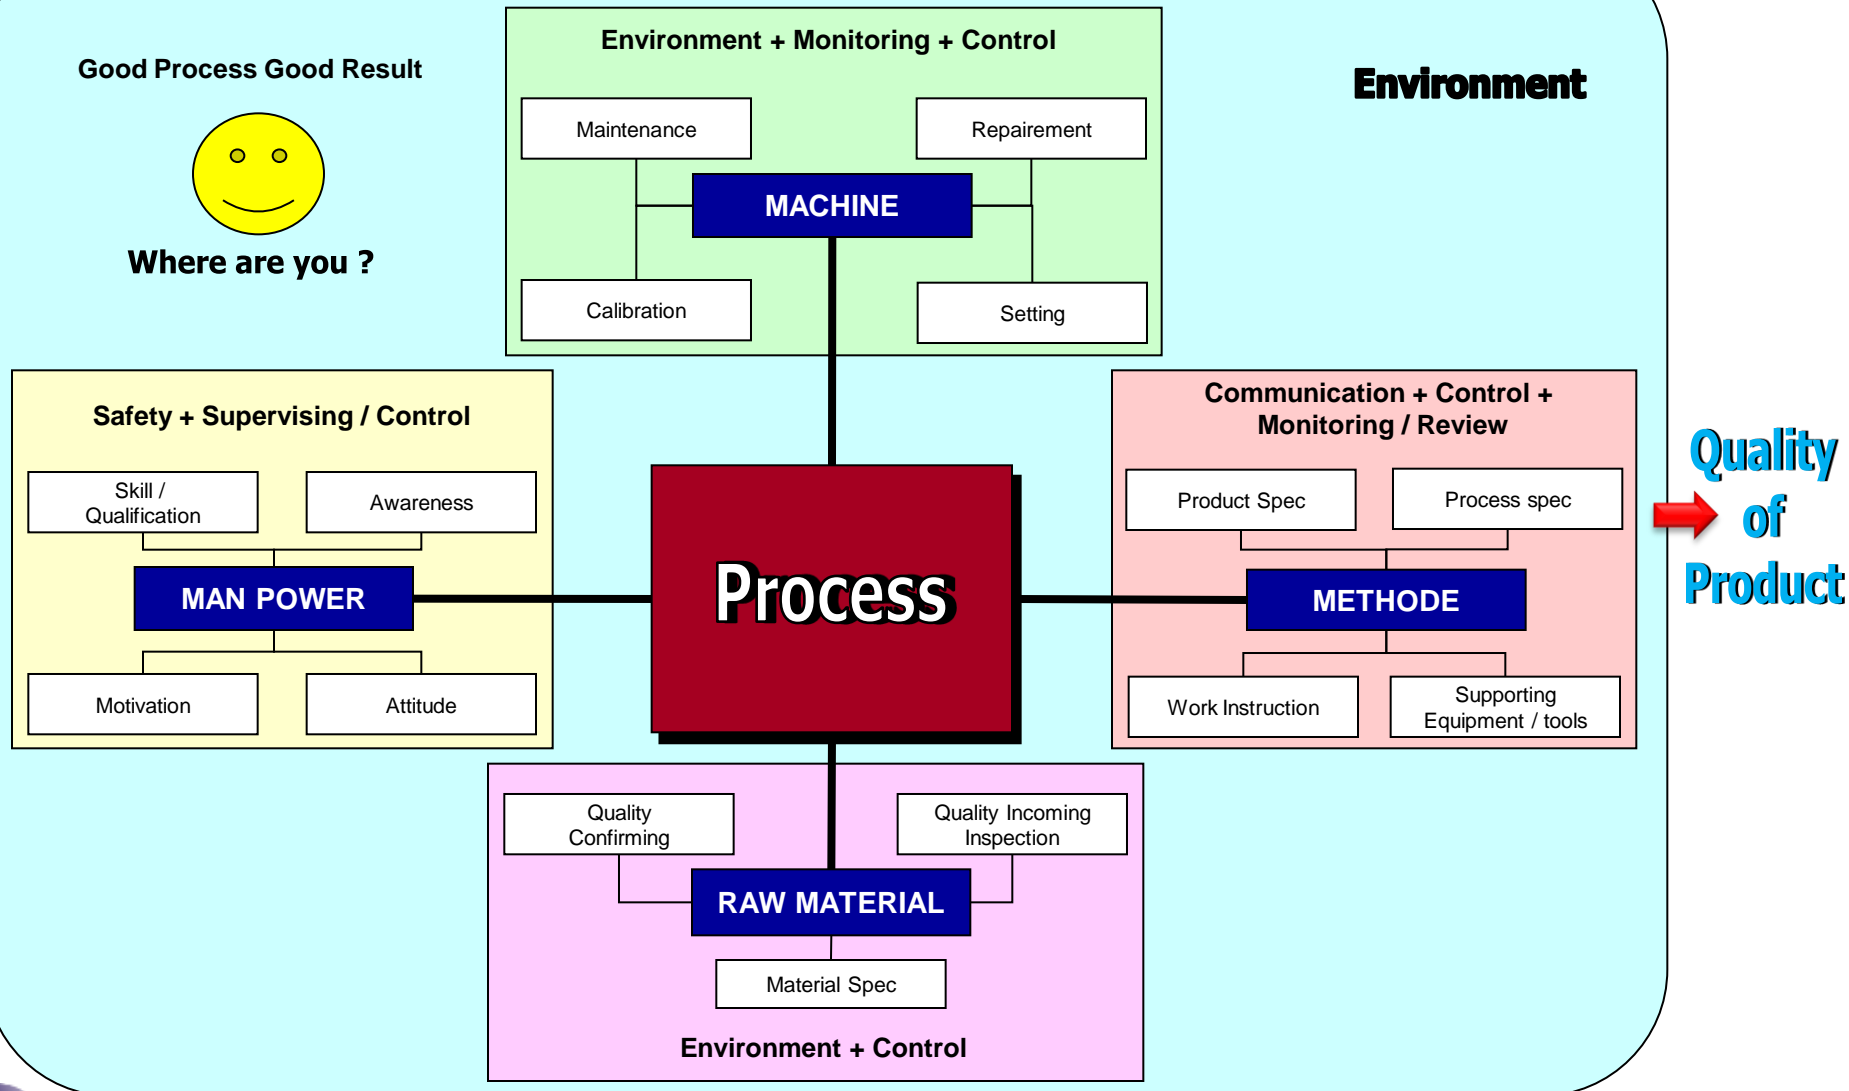 Environment + Monitoring + Control
Good Process Good Result
Environment
Maintenance
Repairement
MACHINE
Where are you ?
Calibration
Setting
Safety + Supervising / Control
Skill /
Qualification
Awareness
MAN POWER
Motivation
Attitude
Process
Communication + Control +
Monitoring / Review
Product Spec
Process spec
METHODE
Work Instruction
Supporting
Equipment / tools
Quality
of
Product
Quality
Confirming
Quality Incoming
Inspection
RAW MATERIAL
Material Spec
Environment + Control